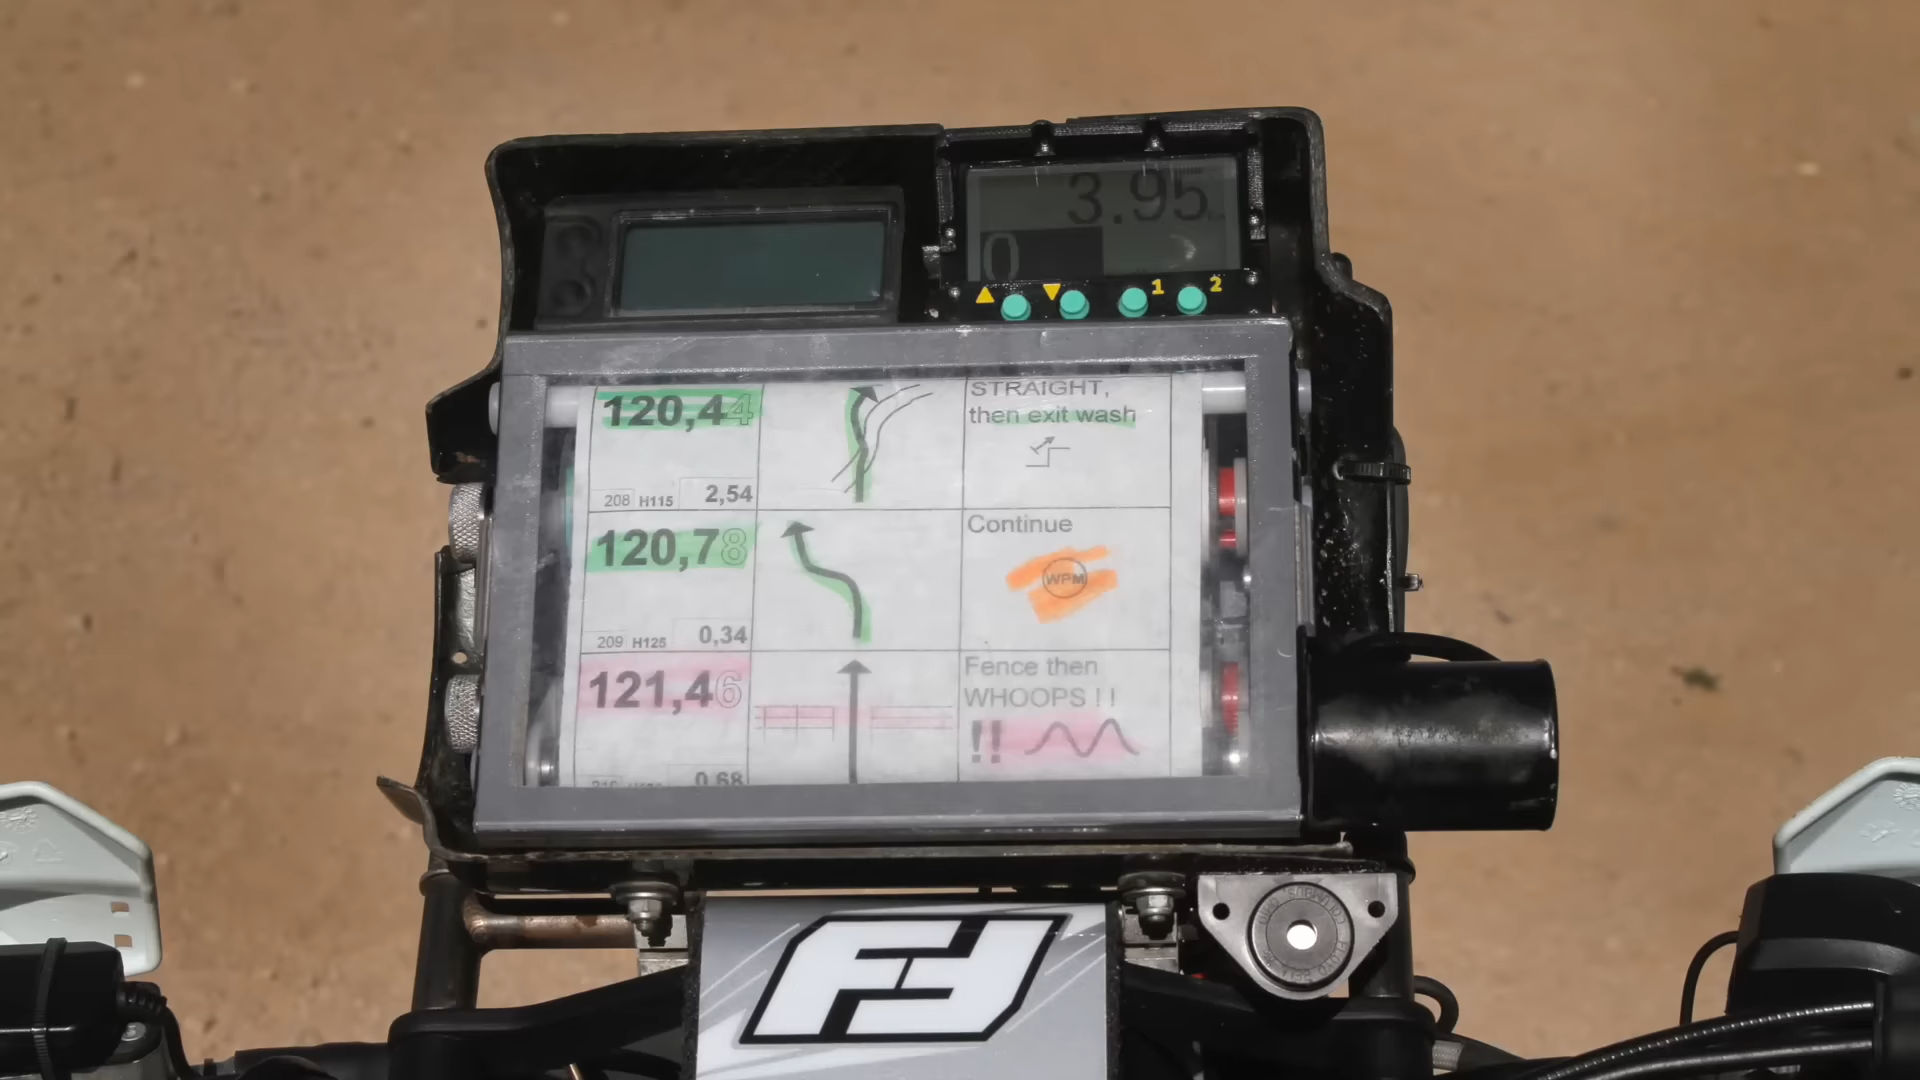 3.95
0
1 2
120,44
208 H115 2,54
STRAIGHT,
then exit wash
120,78
209 H125 0,34
Continue
WPM
121,46
0,68
Fence then
WHOOPS ! !
!!